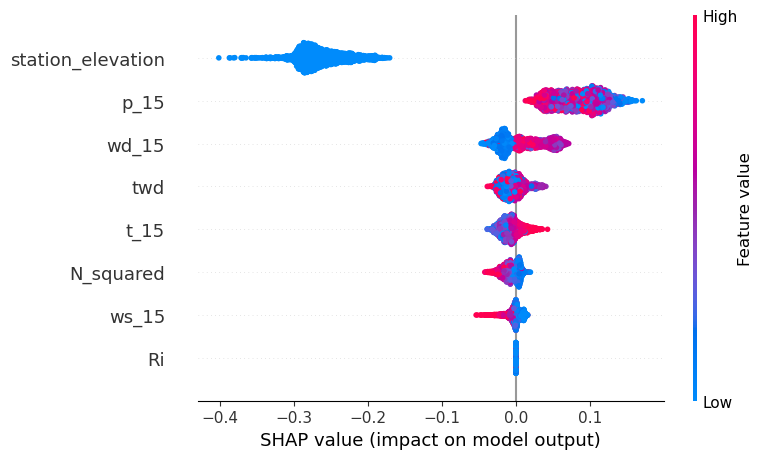 High
station_elevation
p_15
wd_15
twd
t_15
N_squared
ws_15
Ri
Feature value
Low
−0.4 −0.3 −0.2 −0.1 0.0 0.1
SHAP value (impact on model output)